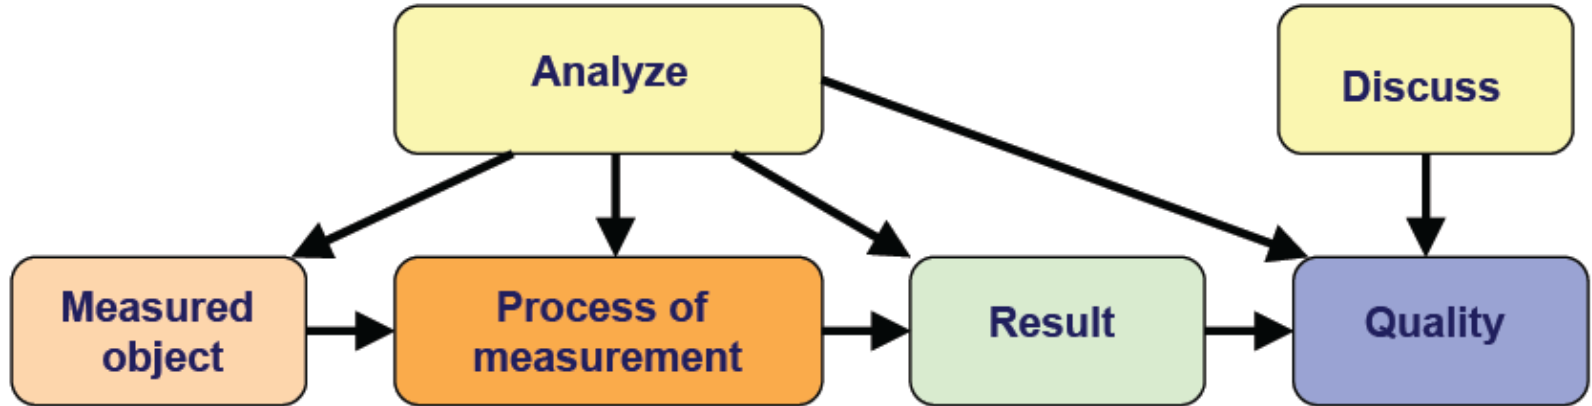 Analyze
Discuss
Measured
object
Process of
measurement
Result
Quality